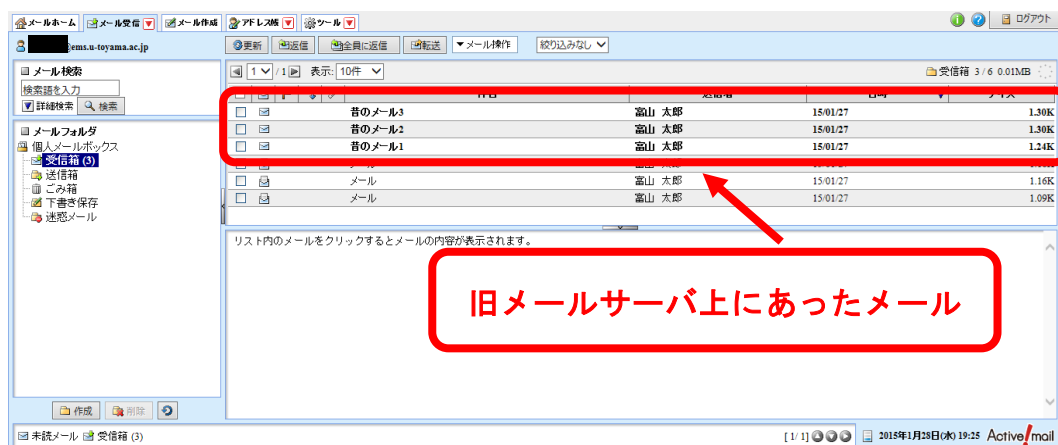 メールホーム メール受信 メール作成 アドレス帳 ツール ログアウト
@ems.u-toyama.ac.jp 更新 返信 全員に返信 転送 ▼メール操作 絞り込みなし
メール検索
検索語を入力
詳細検索 検索
1 / 1 表示: 10件 受信箱 3 / 6 0.01MB
昔のメール3 富山 太郎 15/01/27 1.30K
昔のメール2 富山 太郎 15/01/27 1.30K
昔のメール1 富山 太郎 15/01/27 1.24K
メール 富山 太郎 15/01/27 1.16K
メール 富山 太郎 15/01/27 1.09K
メールフォルダ
個人メールボックス
受信箱 (3)
送信箱
ごみ箱
下書き保存
迷惑メール
リスト内のメールをクリックするとメールの内容が表示されます。
旧メールサーバ上にあったメール
作成 削除
未読メール 受信箱 (3) [ 1/ 1] 2015年1月28日(水) 19:25 Active! mail